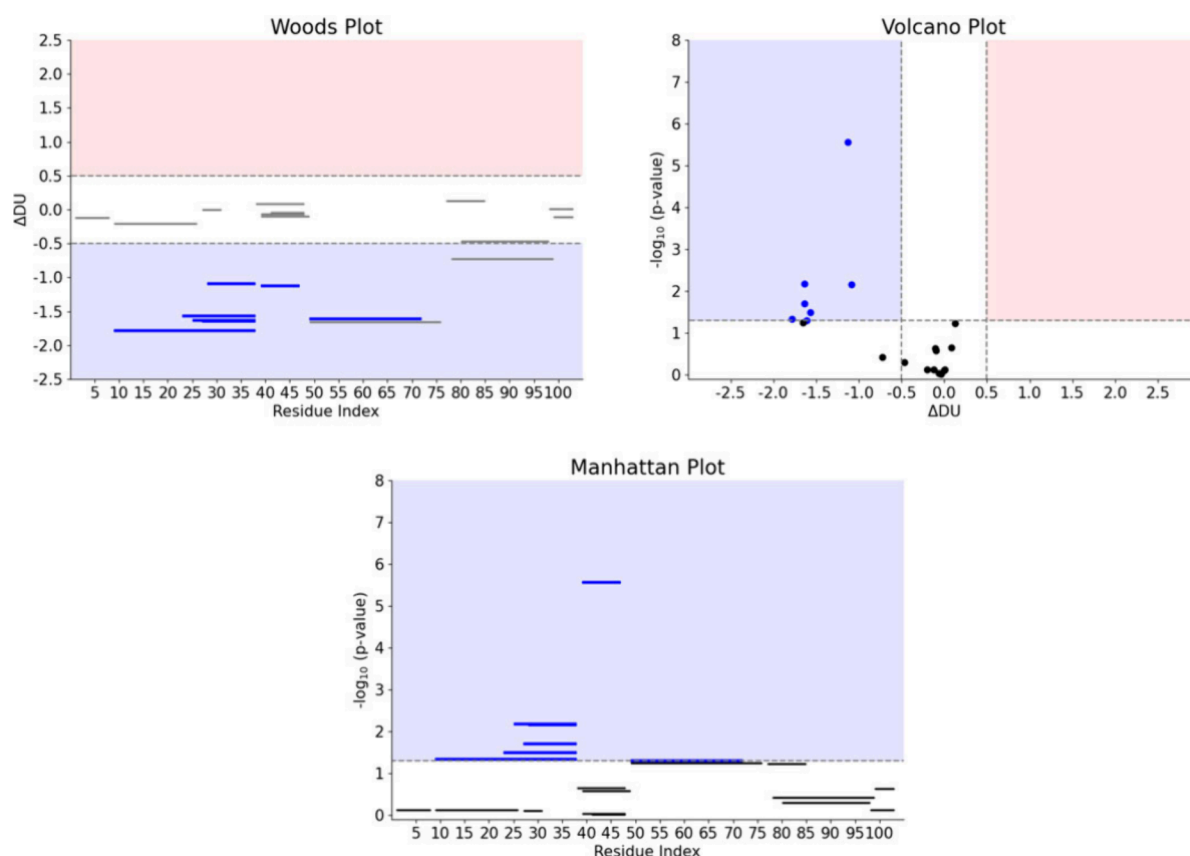 Woods Plot
2.5
2.0
1.5
1.0
0.5
0.0
-0.5
-1.0
-1.5
-2.0
-2.5
ΔDU
5 10 15 20 25 30 35 40 45 50 55 60 65 70 75 80 85 90 95 100
Residue Index
Volcano Plot
8
7
6
5
4
3
2
1
0
-log₁₀ (p-value)
-2.5 -2.0 -1.5 -1.0 -0.5 0.0 0.5 1.0 1.5 2.0 2.5
ΔDU
Manhattan Plot
8
7
6
5
4
3
2
1
0
-log₁₀ (p-value)
5 10 15 20 25 30 35 40 45 50 55 60 65 70 75 80 85 90 95 100
Residue Index